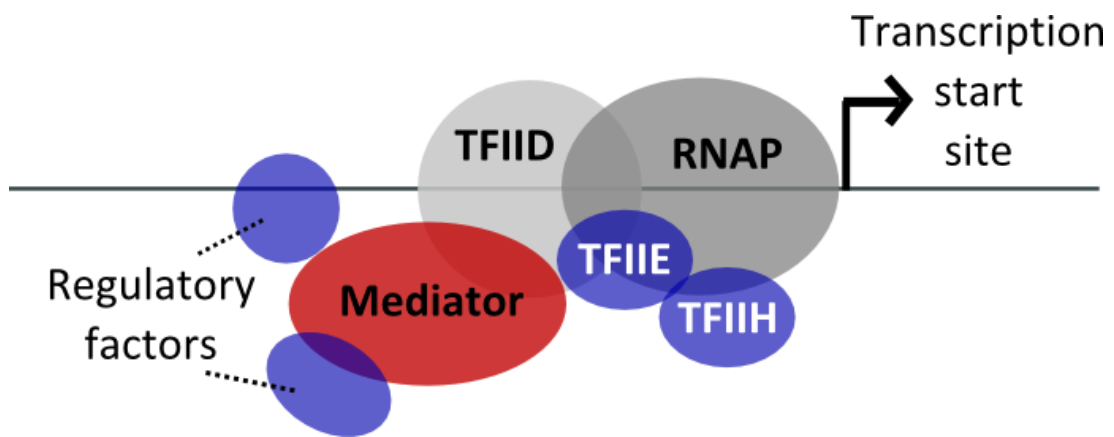 Transcription
start
site
TFIID
RNAP
TFIIE
TFIIH
Mediator
Regulatory
factors